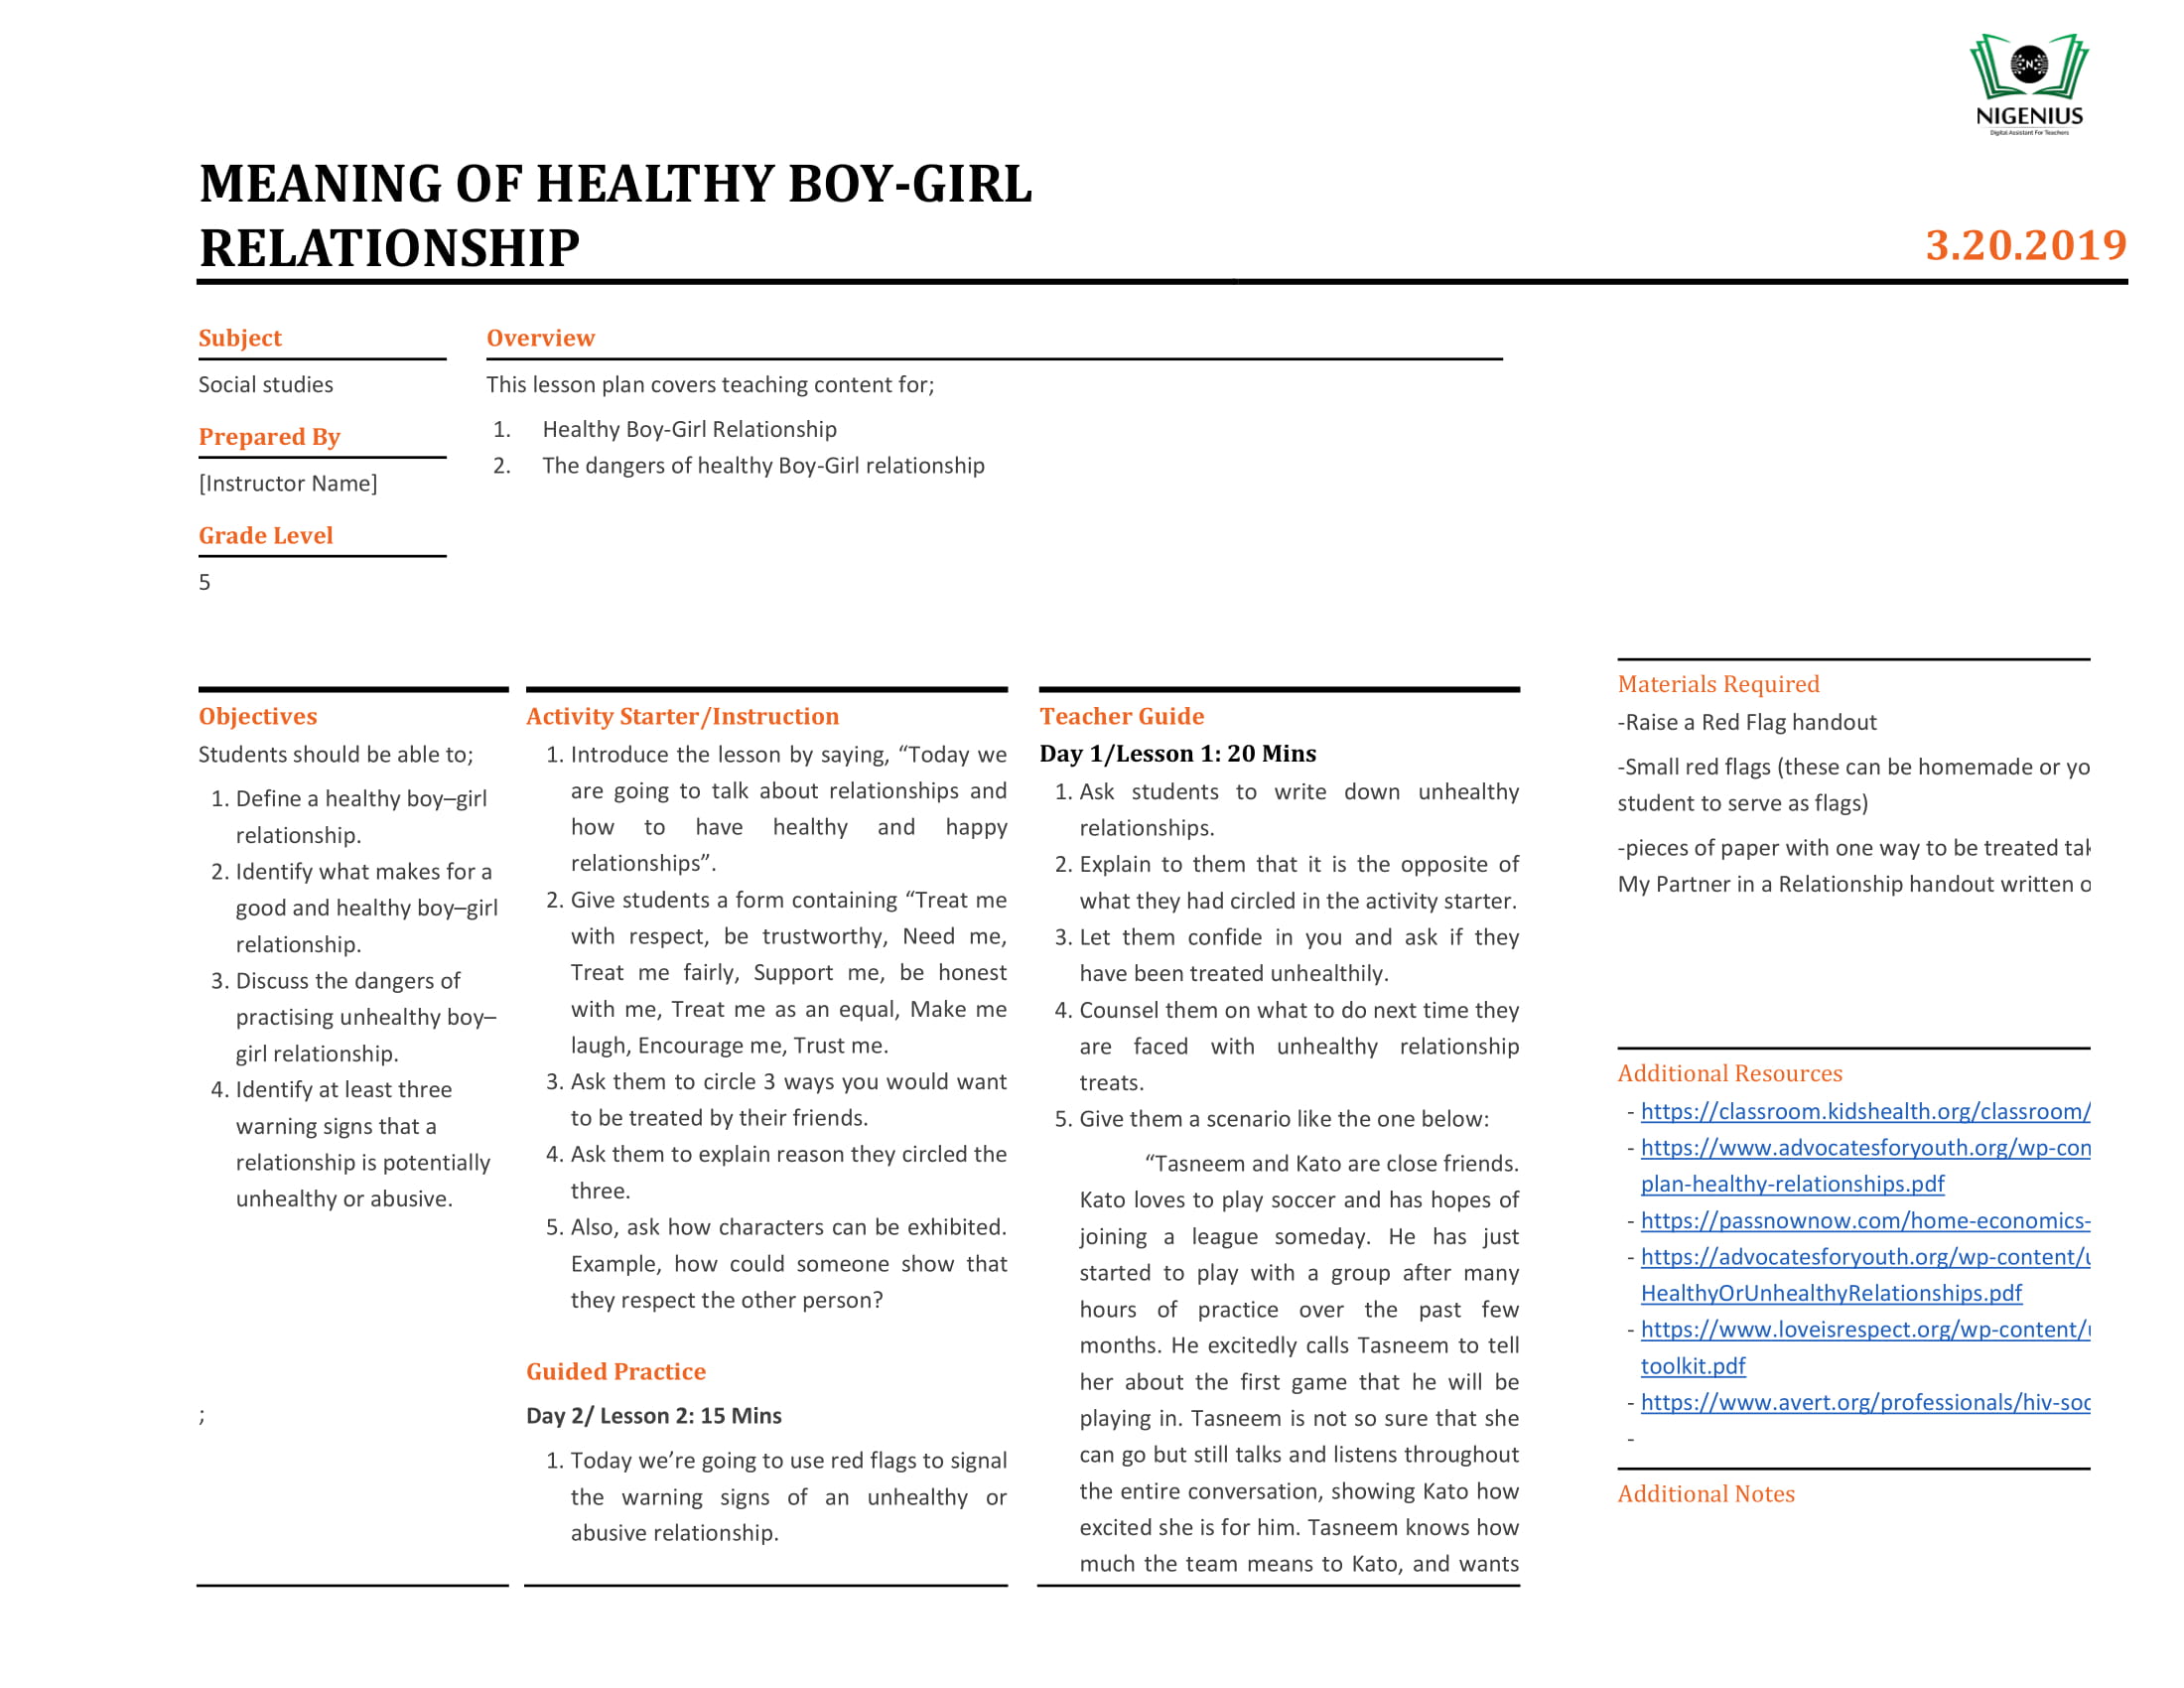 NIGENIUS
Digital Assistant For Teachers
MEANING OF HEALTHY BOY-GIRL
RELATIONSHIP
3.20.2019
Subject
Social studies
Prepared By
[Instructor Name]
Grade Level
5
Overview
This lesson plan covers teaching content for;
1. Healthy Boy-Girl Relationship
2. The dangers of healthy Boy-Girl relationship
Objectives
Students should be able to;
1. Define a healthy boy–girl
relationship.
2. Identify what makes for a
good and healthy boy–girl
relationship.
3. Discuss the dangers of
practising unhealthy boy–
girl relationship.
4. Identify at least three
warning signs that a
relationship is potentially
unhealthy or abusive.
;
Activity Starter/Instruction
1. Introduce the lesson by saying, “Today we
are going to talk about relationships and
how to have healthy and happy
relationships”.
2. Give students a form containing “Treat me
with respect, be trustworthy, Need me,
Treat me fairly, Support me, be honest
with me, Treat me as an equal, Make me
laugh, Encourage me, Trust me.
3. Ask them to circle 3 ways you would want
to be treated by their friends.
4. Ask them to explain reason they circled the
three.
5. Also, ask how characters can be exhibited.
Example, how could someone show that
they respect the other person?
Guided Practice
Day 2/ Lesson 2: 15 Mins
1. Today we’re going to use red flags to signal
the warning signs of an unhealthy or
abusive relationship.
Teacher Guide
Day 1/Lesson 1: 20 Mins
1. Ask students to write down unhealthy
relationships.
2. Explain to them that it is the opposite of
what they had circled in the activity starter.
3. Let them confide in you and ask if they
have been treated unhealthily.
4. Counsel them on what to do next time they
are faced with unhealthy relationship
treats.
5. Give them a scenario like the one below:
“Tasneem and Kato are close friends.
Kato loves to play soccer and has hopes of
joining a league someday. He has just
started to play with a group after many
hours of practice over the past few
months. He excitedly calls Tasneem to tell
her about the first game that he will be
playing in. Tasneem is not so sure that she
can go but still talks and listens throughout
the entire conversation, showing Kato how
excited she is for him. Tasneem knows how
much the team means to Kato, and wants
Materials Required
-Raise a Red Flag handout
-Small red flags (these can be homemade or yo
student to serve as flags)
-pieces of paper with one way to be treated
My Partner in a Relationship handout written o
Additional Resources
- https://classroom.kidshealth.org/classroom/
- https://www.advocatesforyouth.org/wp-con
plan-healthy-relationships.pdf
- https://passnownow.com/home-economics-
- https://advocatesforyouth.org/wp-content/u
HealthyOrUnhealthyRelationships.pdf
- https://www.loveisrespect.org/wp-content/u
toolkit.pdf
- https://www.avert.org/professionals/hiv-soc
-
Additional Notes